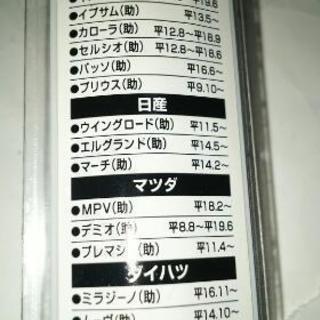 ●イプサム(助) 平13.5~
●カローラ(助) 平12.8~平18.9
●セルシオ(助) 平12.8~平18.6
●パッソ(助) 平16.6~
●プリウス(助) 平9.10~
日産
●ウイングロード(助) 平11.5~
●エルグランド(助) 平14.5~
●マーチ(助) 平14.2~
マツダ
●MPV(助) 平18.2~
●デミオ(助) 平8.8~平19.6
●プレマシー(助) 平11.4~
ダイハツ
●ミラジーノ(助) 平16.11~
●ムーヴ(助) 平14.10~